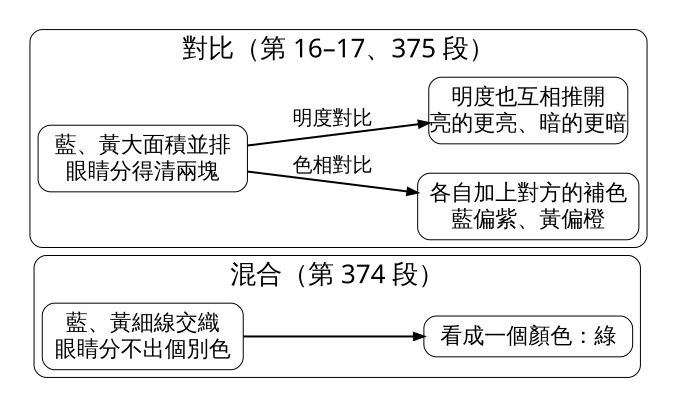 對比（第 16–17、375 段）
藍、黃大面積並排
眼睛分得清兩塊
明度對比
明度也互相推開
亮的更亮、暗的更暗
色相對比
各自加上對方的補色
藍偏紫、黃偏橙
混合（第 374 段）
藍、黃細線交織
眼睛分不出個別色
看成一個顏色：綠